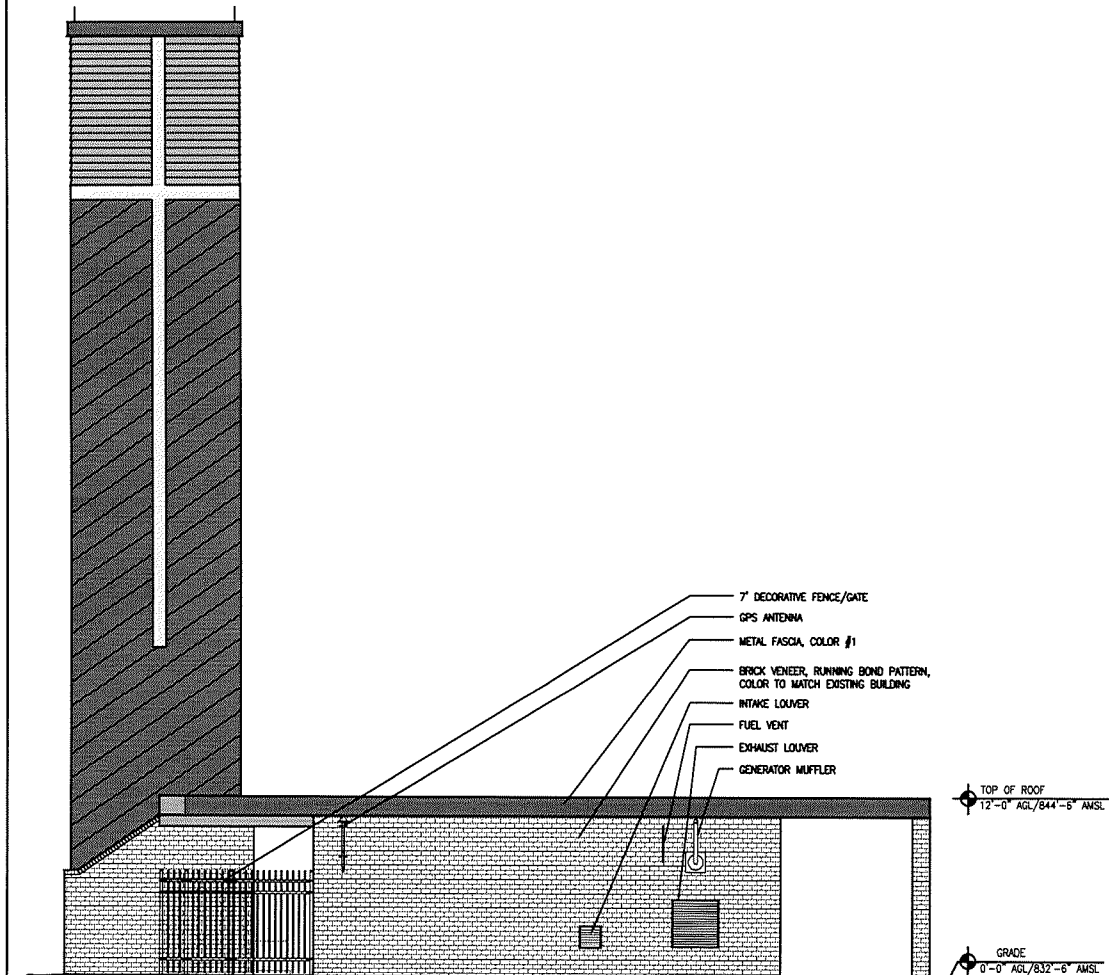 7' DECORATIVE FENCE/GATE
GPS ANTENNA
METAL FASCIA, COLOR #1
BRICK VENEER, RUNNING BOND PATTERN,
COLOR TO MATCH EXISTING BUILDING
INTAKE LOUVER
FUEL VENT
EXHAUST LOUVER
GENERATOR MUFFLER
TOP OF ROOF
12'-0" AGL/844'-6" AMSL
GRADE
0'-0" AGL/832'-6" AMSL